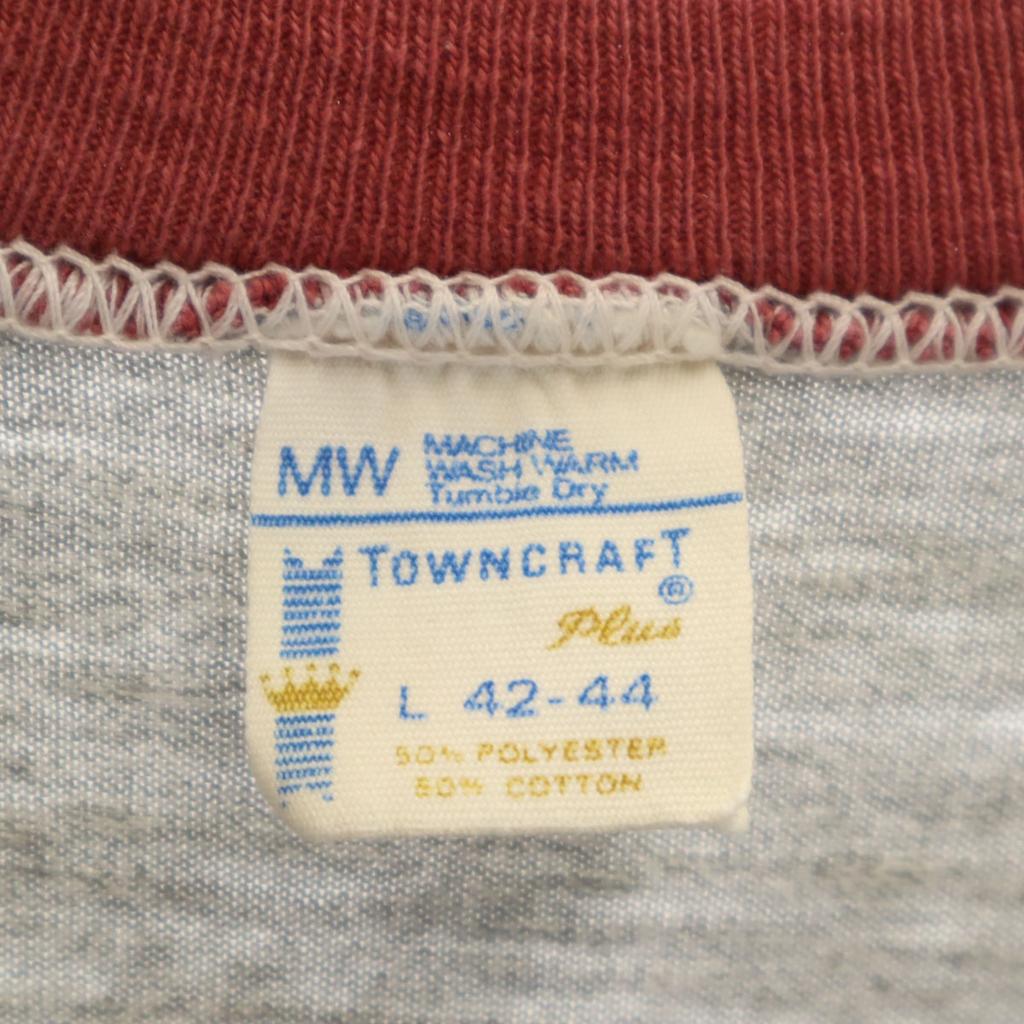 MW
MACHINE
WASH WARM
Tumble Dry
TOWNCRAFT
®
Plus
L 42-44
50% POLYESTER
50% COTTON